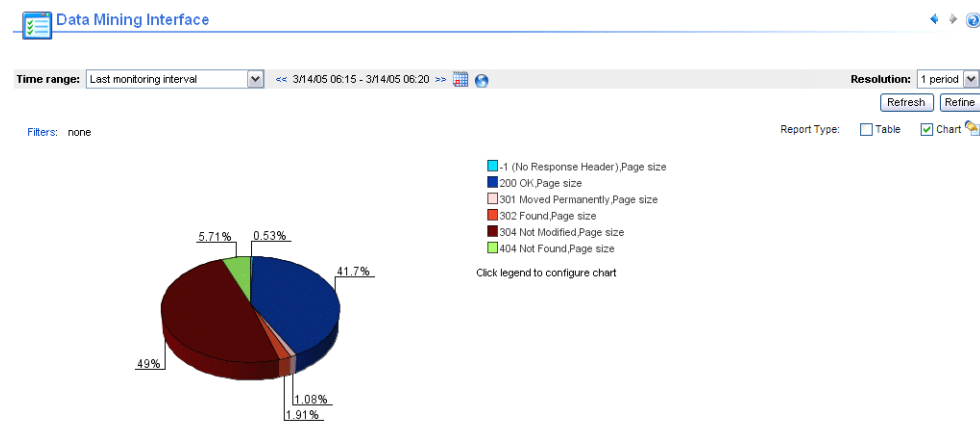 Data Mining Interface
Time range: Last monitoring interval << 3/14/05 06:15 - 3/14/05 06:20 >> Resolution: 1 period
Refresh Refine
Filters: none Report Type: Table Chart
-1 (No Response Header),Page size
200 OK,Page size
301 Moved Permanently,Page size
302 Found,Page size
304 Not Modified,Page size
404 Not Found,Page size
Click legend to configure chart
5.71% 0.53%
41.7%
49%
1.08%
1.91%